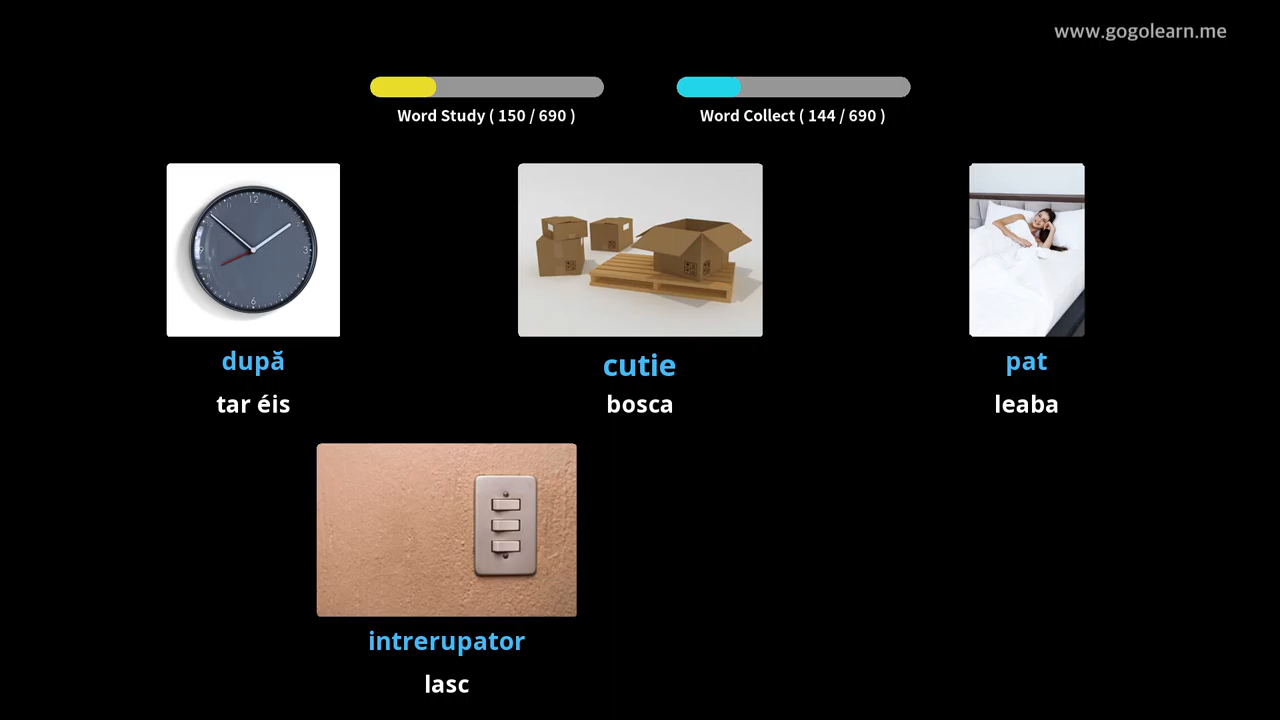 www.gogolearn.me
Word Study ( 150 / 690 )
Word Collect ( 144 / 690 )
după
cutie
pat
tar éis
bosca
leaba
intrerupator
lasc